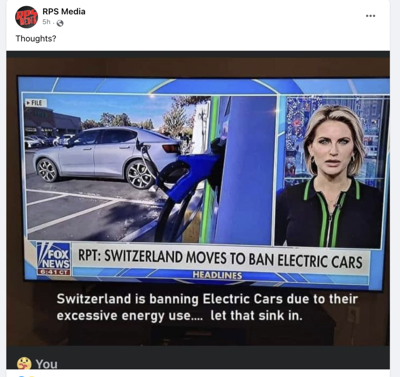 RPS Media
5h ·
Thoughts?
FILE
FOX
NEWS
6:41 CT
RPT: SWITZERLAND MOVES TO BAN ELECTRIC CARS
HEADLINES
Switzerland is banning Electric Cars due to their
excessive energy use.... let that sink in.
You